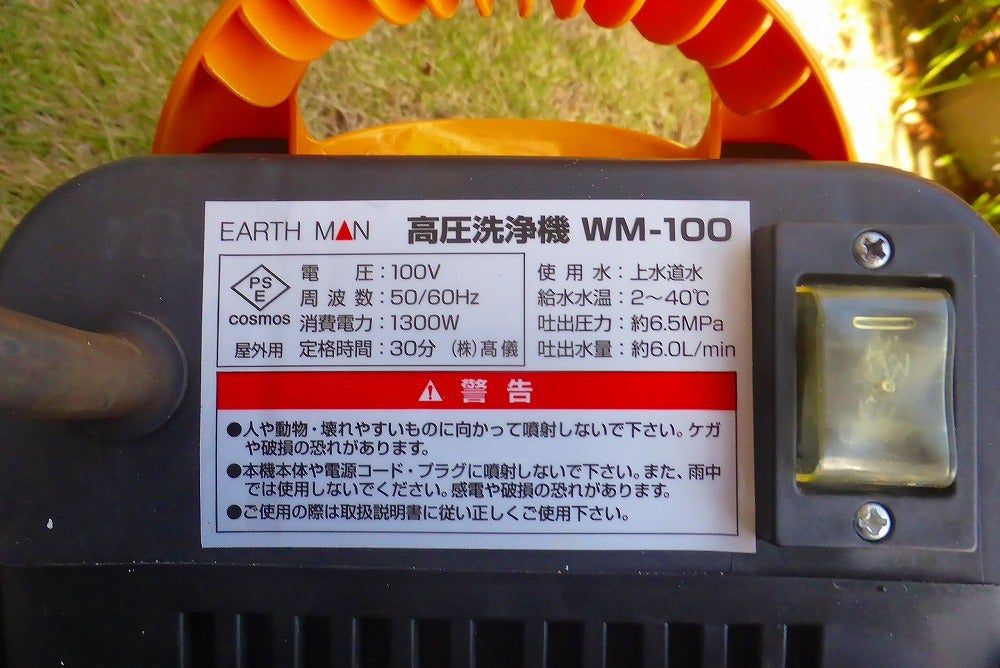 EARTH MAN 高圧洗浄機 WM-100
PS
E
cosmos
屋外用
電 圧：100V
周波数：50/60Hz
消費電力：1300W
定格時間：30分 （株）髙儀
使用水：上水道水
給水水温：2～40℃
吐出圧力：約6.5MPa
吐出水量：約6.0L/min
警告
●人や動物・壊れやすいものに向かって噴射しないで下さい。ケガ
や破損の恐れがあります。
●本機本体や電源コード・プラグに噴射しないで下さい。また、雨中
では使用しないでください。感電や破損の恐れがあります。
●ご使用の際は取扱説明書に従い正しくご使用下さい。